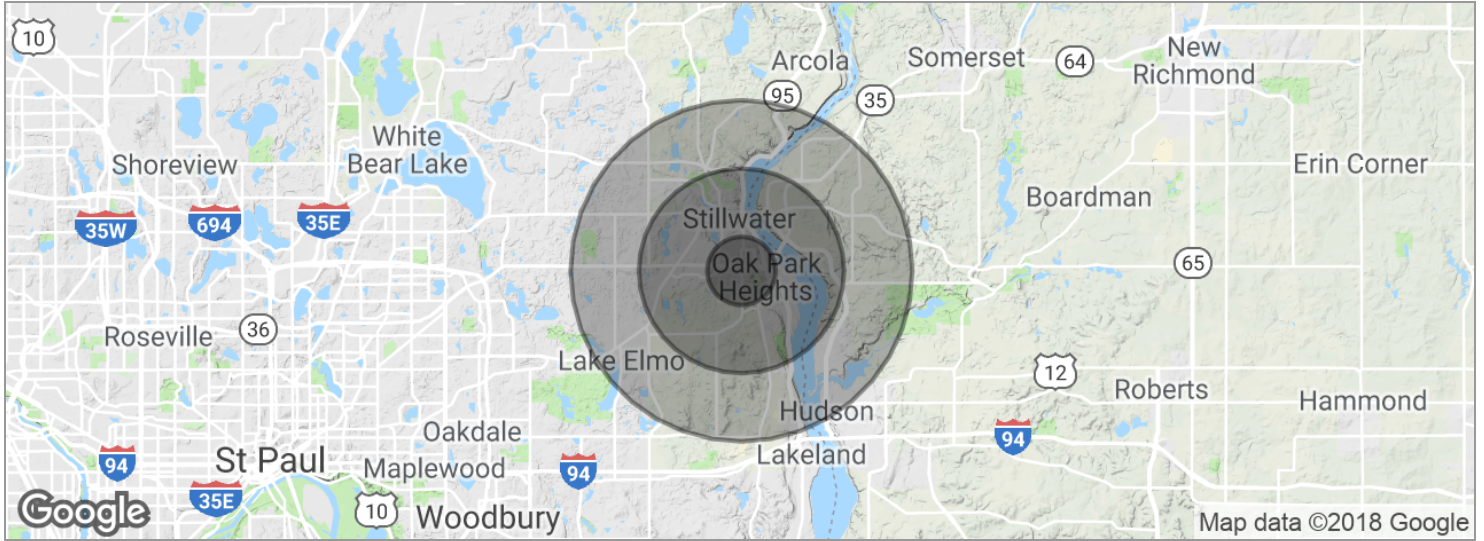 10
Arcola
Somerset
64
New
Richmond
95
35
White
Bear Lake
Shoreview
Erin Corner
Boardman
35W
694
35E
Stillwater
Oak Park
Heights
65
Roseville
36
Lake Elmo
12
Roberts
Hammond
Hudson
Oakdale
94
Lakeland
St Paul
94
Maplewood
94
35E
10
Woodbury
Google
Map data ©2018 Google